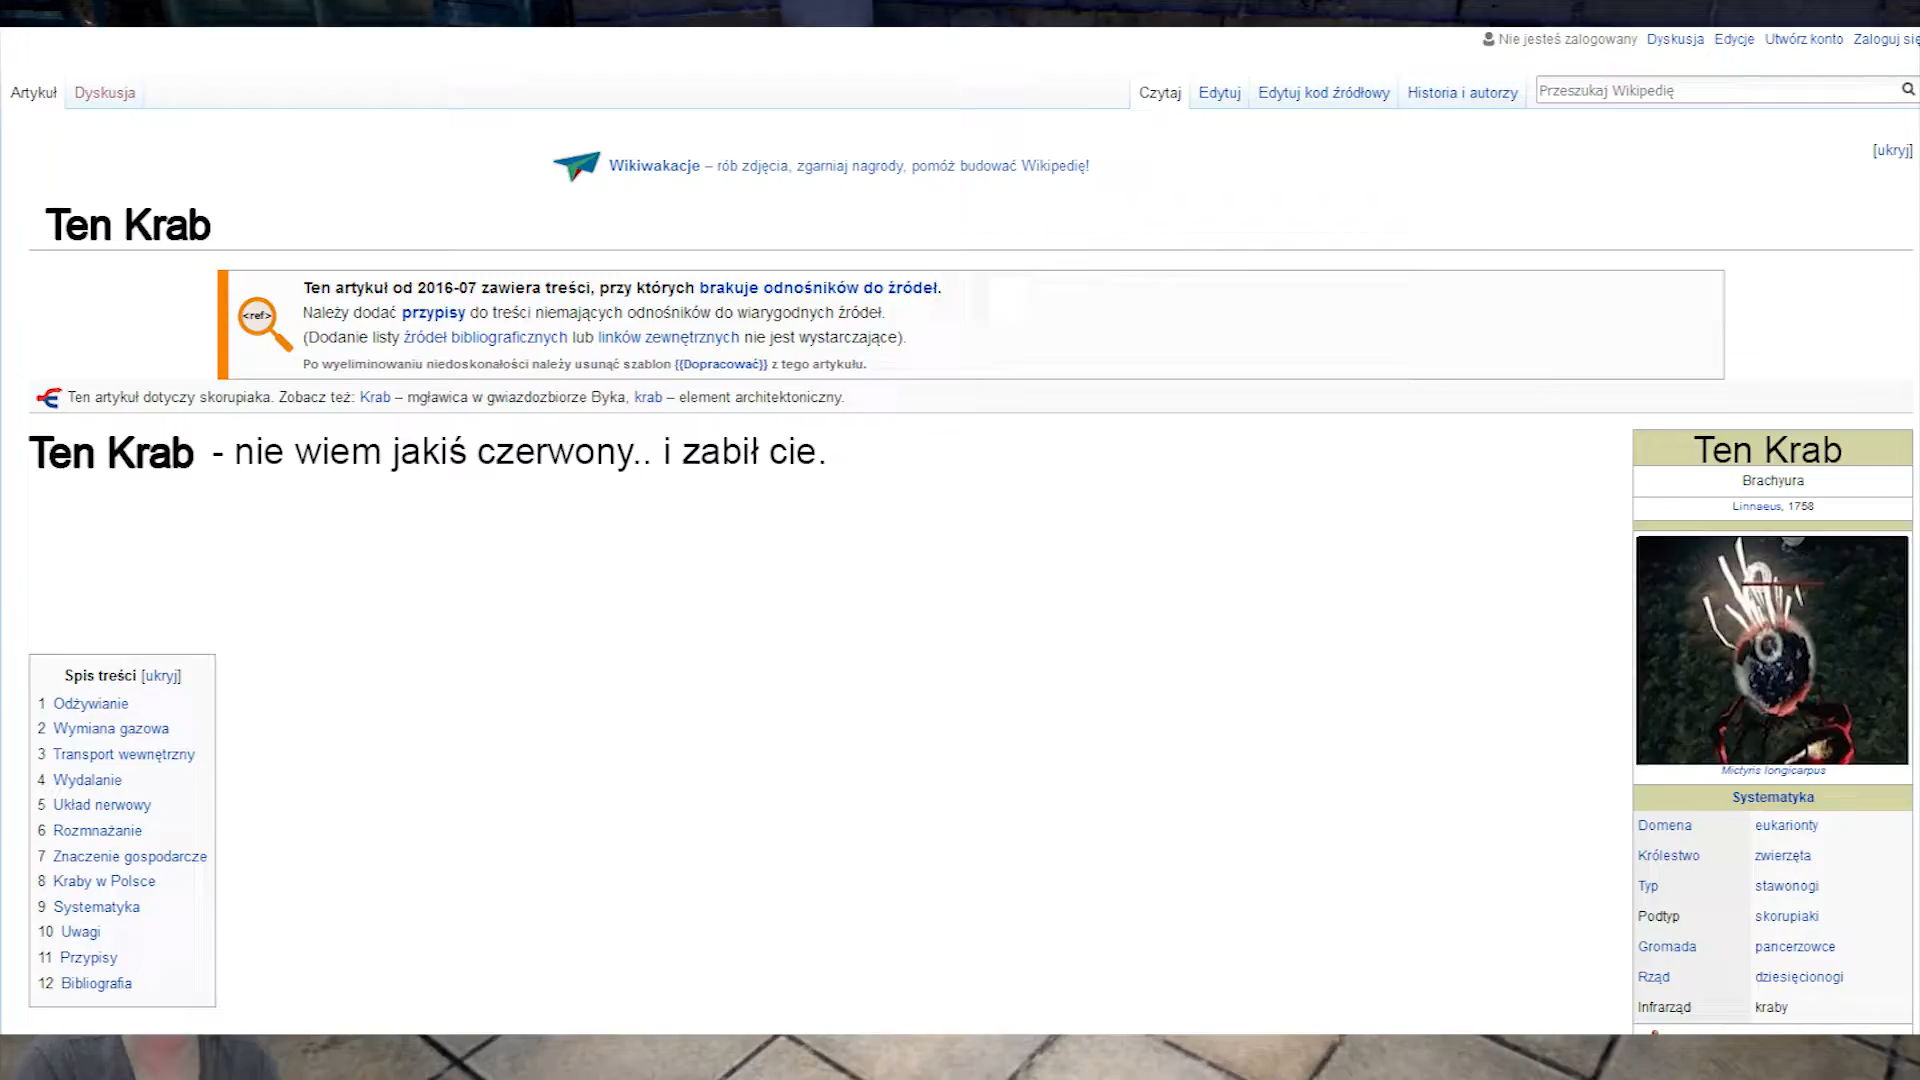 Nie jesteś zalogowany Dyskusja Edycje Utwórz konto Zaloguj się
Artykuł Dyskusja Czytaj Edytuj Edytuj kod źródłowy Historia i autorzy Przeszukaj Wikipedię
[ukryj]
Wikiwakacje – rób zdjęcia, zgarniaj nagrody, pomóż budować Wikipedię!
Ten Krab
<ref>
Ten artykuł od 2016-07 zawiera treści, przy których brakuje odnośników do źródeł.
Należy dodać przypisy do treści niemających odnośników do wiarygodnych źródeł.
(Dodanie listy źródeł bibliograficznych lub linków zewnętrznych nie jest wystarczające).
Po wyeliminowaniu niedoskonałości należy usunąć szablon {{Dopracować}} z tego artykułu.
Ten artykuł dotyczy skorupiaka. Zobacz też: Krab – mgławica w gwiazdozbiorze Byka, krab – element architektoniczny.
Ten Krab - nie wiem jakiś czerwony.. i zabił cie.
Spis treści [ukryj]
1 Odżywianie
2 Wymiana gazowa
3 Transport wewnętrzny
4 Wydalanie
5 Układ nerwowy
6 Rozmnażanie
7 Znaczenie gospodarcze
8 Kraby w Polsce
9 Systematyka
10 Uwagi
11 Przypisy
12 Bibliografia
Ten Krab
Brachyura
Linnaeus, 1758
Mictyris longicarpus
Systematyka
Domena eukarionty
Królestwo zwierzęta
Typ stawonogi
Podtyp skorupiaki
Gromada pancerzowce
Rząd dziesięcionogi
Infrarząd kraby